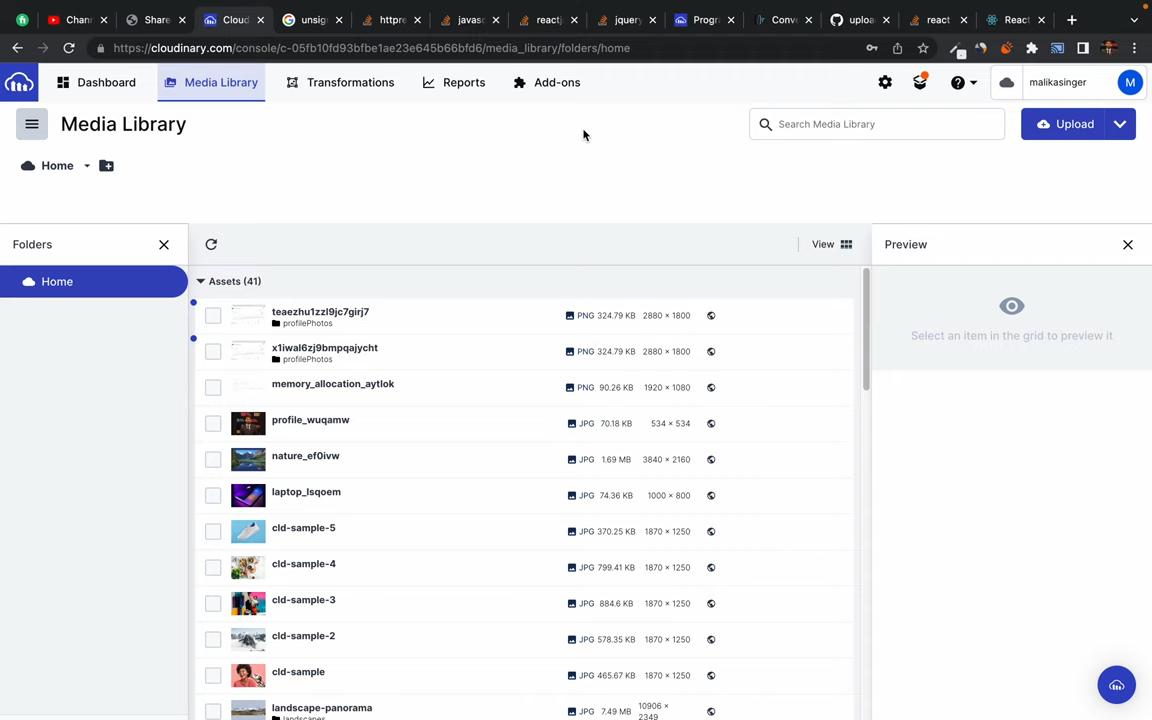 Chann
Share
Cloud
unsig
httpre
javasc
reactj
jquery
Progra
Conve
uploa
react
React
https://cloudinary.com/console/c-05fb10fd93bfbe1ae23e645b66bfd6/media_library/folders/home
Dashboard
Media Library
Transformations
Reports
Add-ons
malikasinger
M
Media Library
Search Media Library
Upload
Home
Folders
View
Preview
Home
Assets (41)
teaezhu1zzl9jc7girj7
PNG 324.79 KB 2880 × 1800
profilePhotos
Select an item in the grid to preview it
x1iwal6zj9bmpqajycht
PNG 324.79 KB 2880 × 1800
profilePhotos
memory_allocation_aytlok
PNG 90.26 KB 1920 × 1080
profile_wuqamw
JPG 70.18 KB 534 × 534
nature_ef0ivw
JPG 1.69 MB 3840 × 2160
laptop_lsqoem
JPG 74.36 KB 1000 × 800
cld-sample-5
JPG 370.25 KB 1870 × 1250
cld-sample-4
JPG 799.41 KB 1870 × 1250
cld-sample-3
JPG 884.6 KB 1870 × 1250
cld-sample-2
JPG 578.35 KB 1870 × 1250
cld-sample
JPG 465.67 KB 1870 × 1250
landscape-panorama
JPG 7.49 MB 10906 ×
2349
landscapes